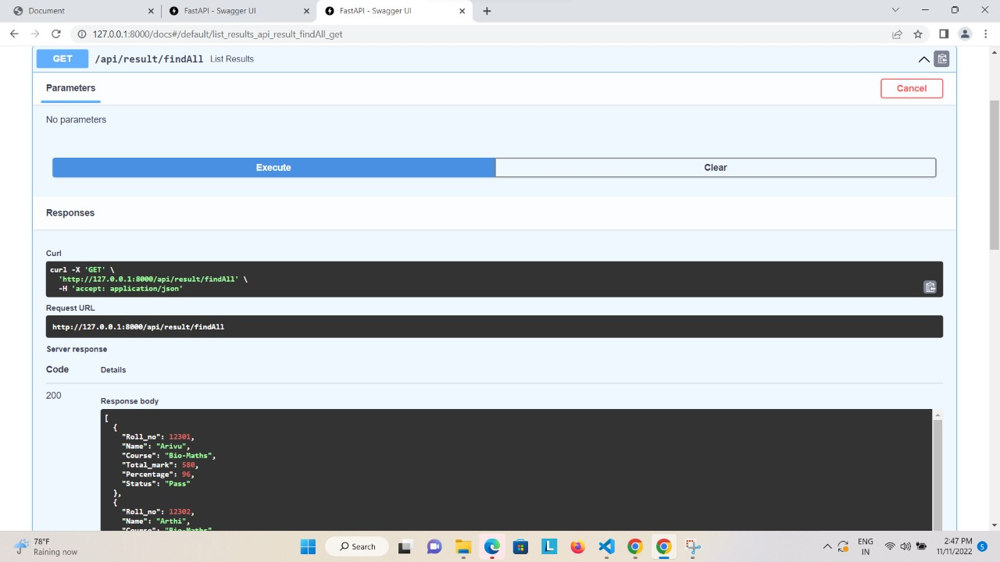 Document
FastAPI - Swagger UI
FastAPI - Swagger UI
127.0.0.1:8000/docs#/default/list_results_api_result_findAll_get
GET /api/result/findAll List Results
Parameters
Cancel
No parameters
Execute
Clear
Responses
Curl
curl -X 'GET' \
'http://127.0.0.1:8000/api/result/findAll' \
-H 'accept: application/json'
Request URL
http://127.0.0.1:8000/api/result/findAll
Server response
Code Details
200
Response body
[
{
"Roll_no": 12301,
"Name": "Arivu",
"Course": "Bio-Maths",
"Total_mark": 580,
"Percentage": 96,
"Status": "Pass"
},
{
"Roll_no": 12302,
"Name": "Arthi",
"Course": "Bio-Maths"
78°F
Raining now
Search
L
ENG
IN
2:47 PM
11/11/2022
5